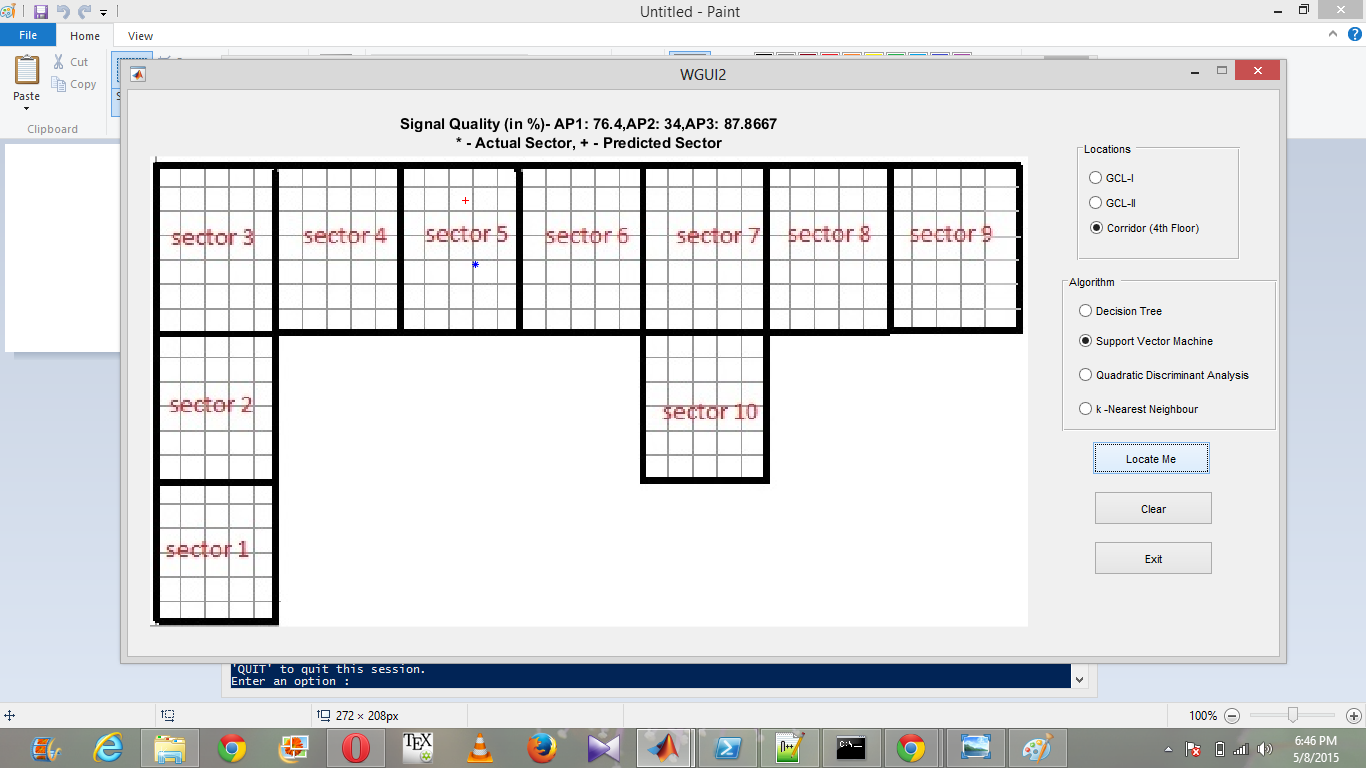 Untitled - Paint
File
Home
View
Paste
Cut
Copy
Clipboard
WGUI2
Signal Quality (in %)- AP1: 76.4,AP2: 34,AP3: 87.8667
* - Actual Sector, + - Predicted Sector
sector 3
sector 4
sector 5
sector 6
sector 7
sector 8
sector 9
sector 2
sector 10
sector 1
Locations
GCL-I
GCL-II
Corridor (4th Floor)
Algorithm
Decision Tree
Support Vector Machine
Quadratic Discriminant Analysis
k -Nearest Neighbour
Locate Me
Clear
Exit
'QUIT' to quit this session.
Enter an option :
272 × 208px
100%
6:46 PM
5/8/2015